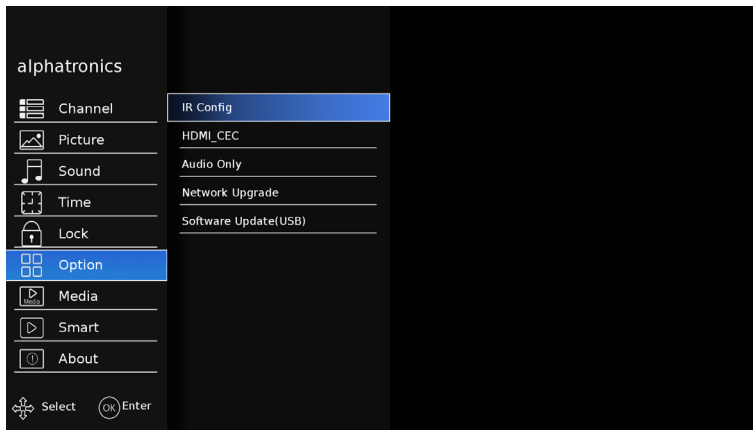 alphatronics
Channel
Picture
Sound
Time
Lock
Option
Media
Media
Smart
About
Select
OK Enter
IR Config
HDMI_CEC
Audio Only
Network Upgrade
Software Update(USB)